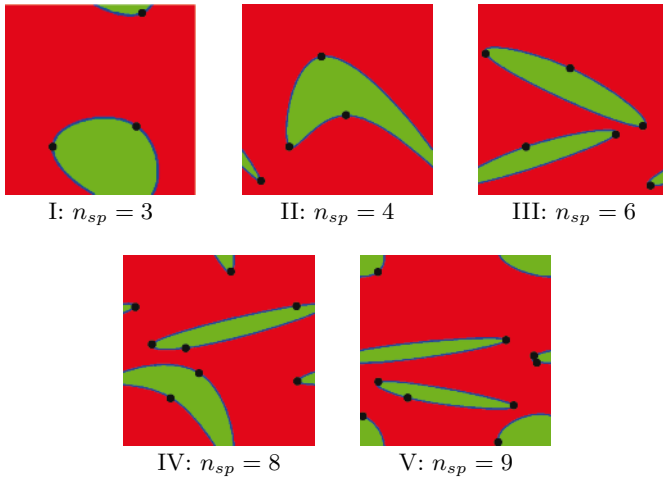 I: n_{sp} = 3
II: n_{sp} = 4
III: n_{sp} = 6
IV: n_{sp} = 8
V: n_{sp} = 9